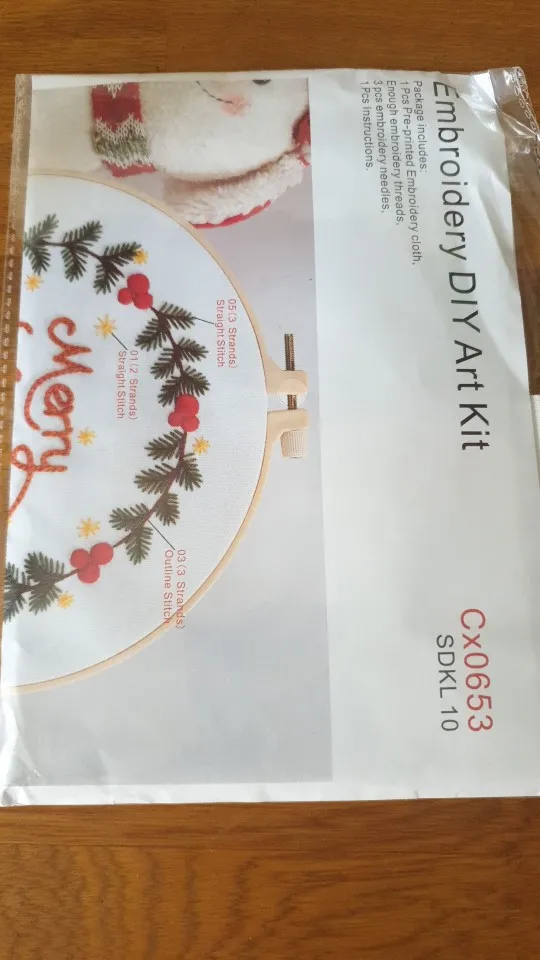 Embroidery DIY Art Kit
Cx0653
SDKL 10
Package includes:
1 Pcs Pre-printed Embroidery cloth,
Enough embroidery threads,
3 pcs embroidery needles,
1 Pcs Instructions.
05(3 Strands)
Straight Stitch
01(2 Strands)
Straight Stitch
03(3 Strands)
Outline Stitch
Merry